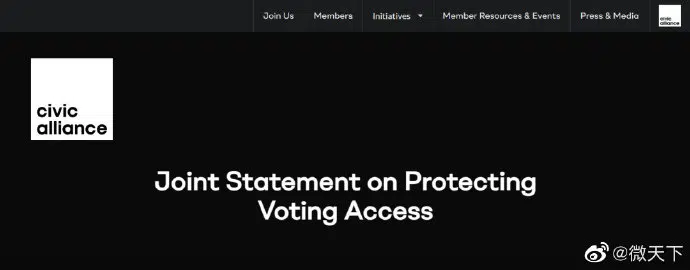 Join Us Members Initiatives Member Resources & Events Press & Media civic alliance
civic
alliance
Joint Statement on Protecting
Voting Access
@微天下